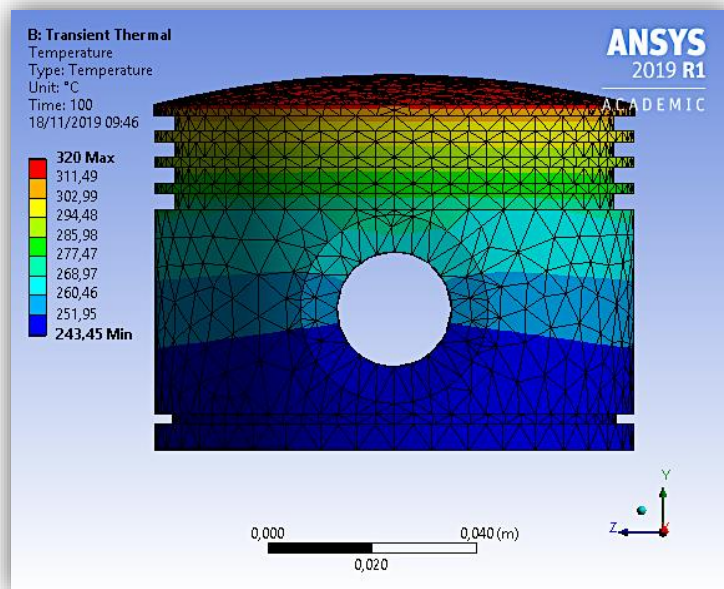 B: Transient Thermal
Temperature
Type: Temperature
Unit: °C
Time: 100
18/11/2019 09:46
320 Max
311,49
302,99
294,48
285,98
277,47
268,97
260,46
251,95
243,45 Min
ANSYS
2019 R1
ACADEMIC
0,000
0,040 (m)
0,020
Y
Z
X